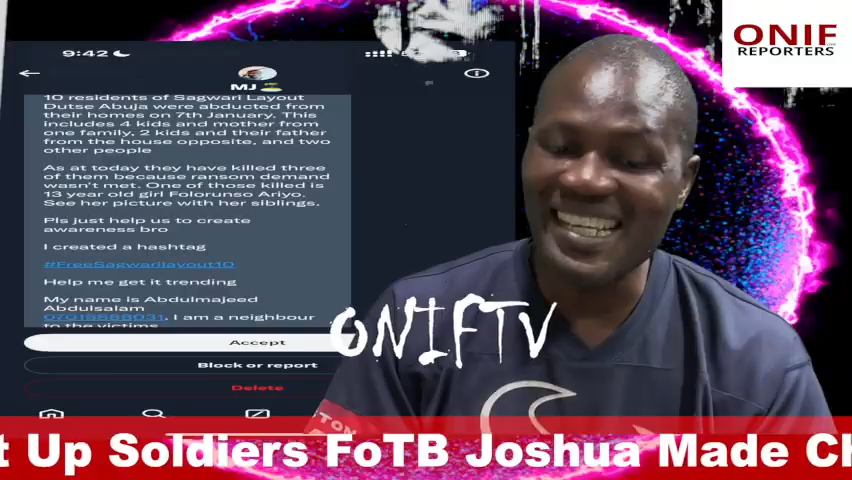 ONIF
REPORTERS
9:42
MJ
10 residents of Sagwari Layout
Dutse Abuja were abducted from
their homes on 7th January. This
includes 4 kids and mother from
one family, 2 kids and their father
from the house opposite, and two
other people
As at today they have killed three
of them because ransom demand
wasn't met. One of those killed is
13 year old girl Folorunso Ariyo.
See her picture with her siblings.
Pls just help us to create
awareness bro
I created a hashtag
#FreeSagwarilayout10
Help me get it trending
My name is Abdulmajeed
Abdulsalam
I am a neighbour
to the victims
Accept
Block or report
Delete
ONIFTV
TON
t Up Soldiers FoTB Joshua Made Ch